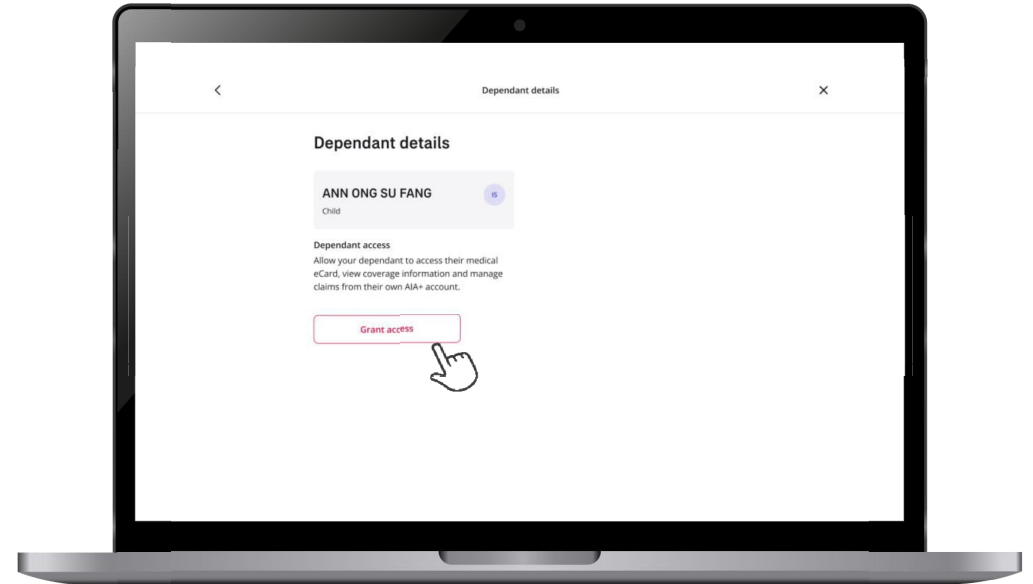 Dependant details
Dependant details
ANN ONG SU FANG
IS
Child
Dependant access
Allow your dependant to access their medical
eCard, view coverage information and manage
claims from their own AIA+ account.
Grant access